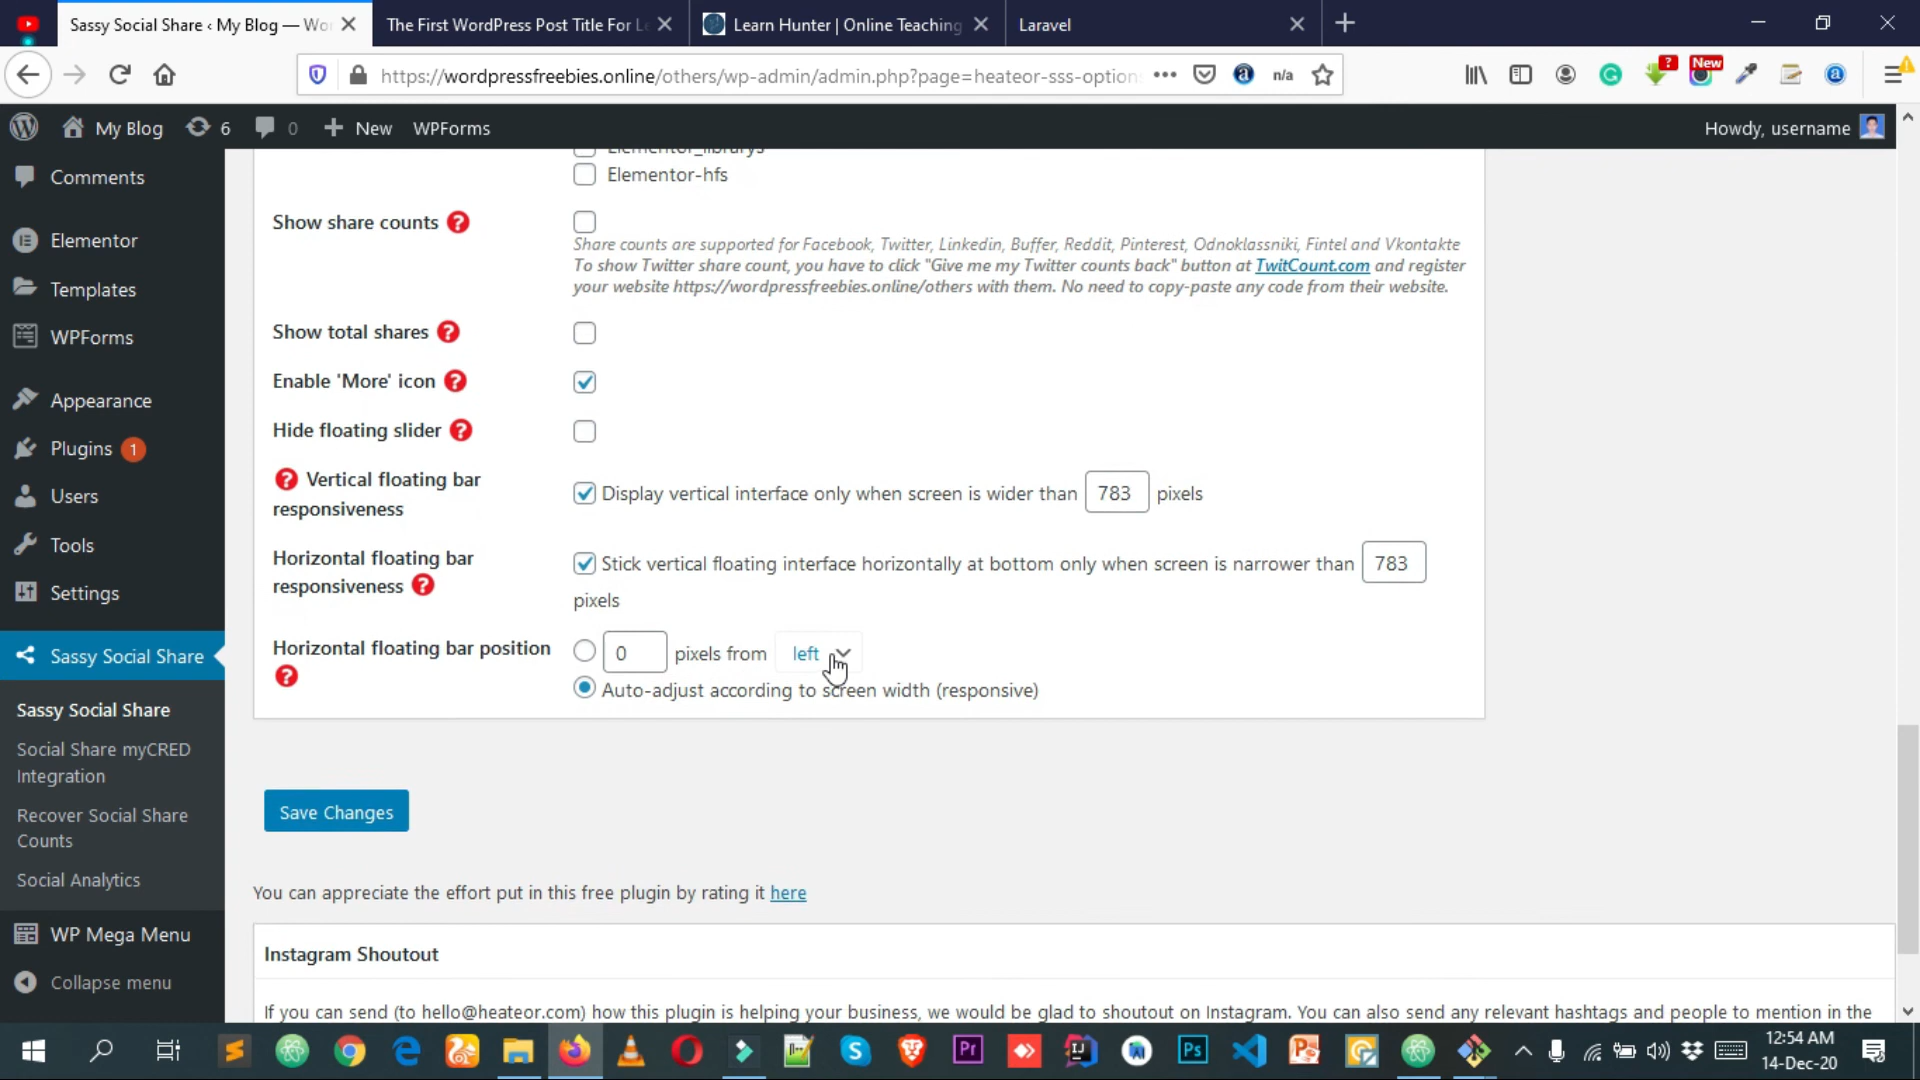 Sassy Social Share ‹ My Blog — Wo
The First WordPress Post Title For Le
Learn Hunter | Online Teaching
Laravel
https://wordpressfreebies.online/others/wp-admin/admin.php?page=heateor-sss-option
n/a
?
New
My Blog
6
0
New
WPForms
Howdy, username
Comments
Elementor
Templates
WPForms
Appearance
Plugins 1
Users
Tools
Settings
Sassy Social Share
Sassy Social Share
Social Share myCRED
Integration
Recover Social Share
Counts
Social Analytics
WP Mega Menu
Collapse menu
Elementor_librarys
Elementor-hfs
Show share counts ?
Share counts are supported for Facebook, Twitter, Linkedin, Buffer, Reddit, Pinterest, Odnoklassniki, Fintel and Vkontakte
To show Twitter share count, you have to click "Give me my Twitter counts back" button at TwitCount.com and register
your website https://wordpressfreebies.online/others with them. No need to copy-paste any code from their website.
Show total shares ?
Enable 'More' icon ?
Hide floating slider ?
? Vertical floating bar
responsiveness
Display vertical interface only when screen is wider than 783 pixels
Horizontal floating bar
responsiveness ?
Stick vertical floating interface horizontally at bottom only when screen is narrower than 783
pixels
Horizontal floating bar position
?
0 pixels from left
Auto-adjust according to screen width (responsive)
Save Changes
You can appreciate the effort put in this free plugin by rating it here
Instagram Shoutout
If you can send (to hello@heateor.com) how this plugin is helping your business, we would be glad to shoutout on Instagram. You can also send any relevant hashtags and people to mention in the
Pr
Ps
12:54 AM
14-Dec-20